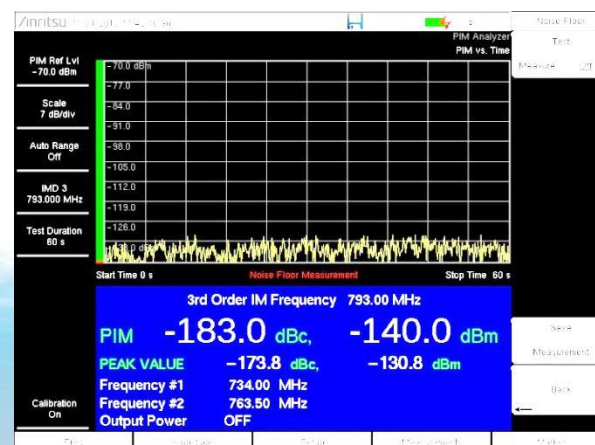 Anritsu
Noise Floor
PIM Analyzer
PIM vs. Time
Test
Measure Off
PIM Ref Lvl
-70.0 dBm
Scale
7 dB/div
Auto Range
Off
IMD 3
793.000 MHz
Test Duration
60 s
-70.0 dBm
-77.0
-84.0
-91.0
-98.0
-105.0
-112.0
-119.0
-126.0
Start Time 0 s
Noise Floor Measurement
Stop Time 60 s
3rd Order IM Frequency 793.00 MHz
PIM -183.0 dBc, -140.0 dBm
PEAK VALUE -173.8 dBc, -130.8 dBm
Frequency #1 734.00 MHz
Frequency #2 763.50 MHz
Output Power OFF
Save
Measurement
Back
Calibration
On